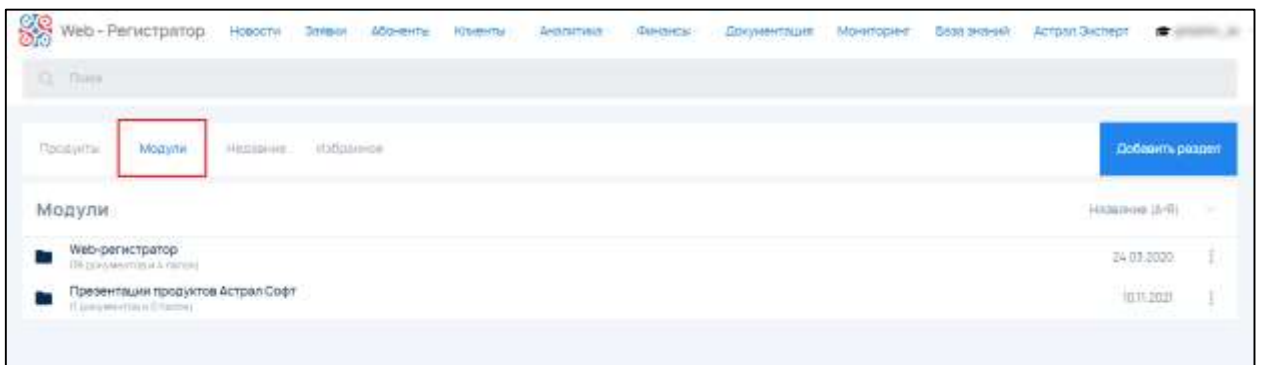 Web - Регистратор Новости Заявки Абоненты Клиенты Аналитика Финансы Документация Мониторинг База знаний Астрал Эксперт
Поиск
Продукты Модули Недавние Избранное Добавить раздел
Модули Название (А-Я)
Web-регистратор 24.03.2020
Презентации продуктов Астрал Софт 10.11.2021